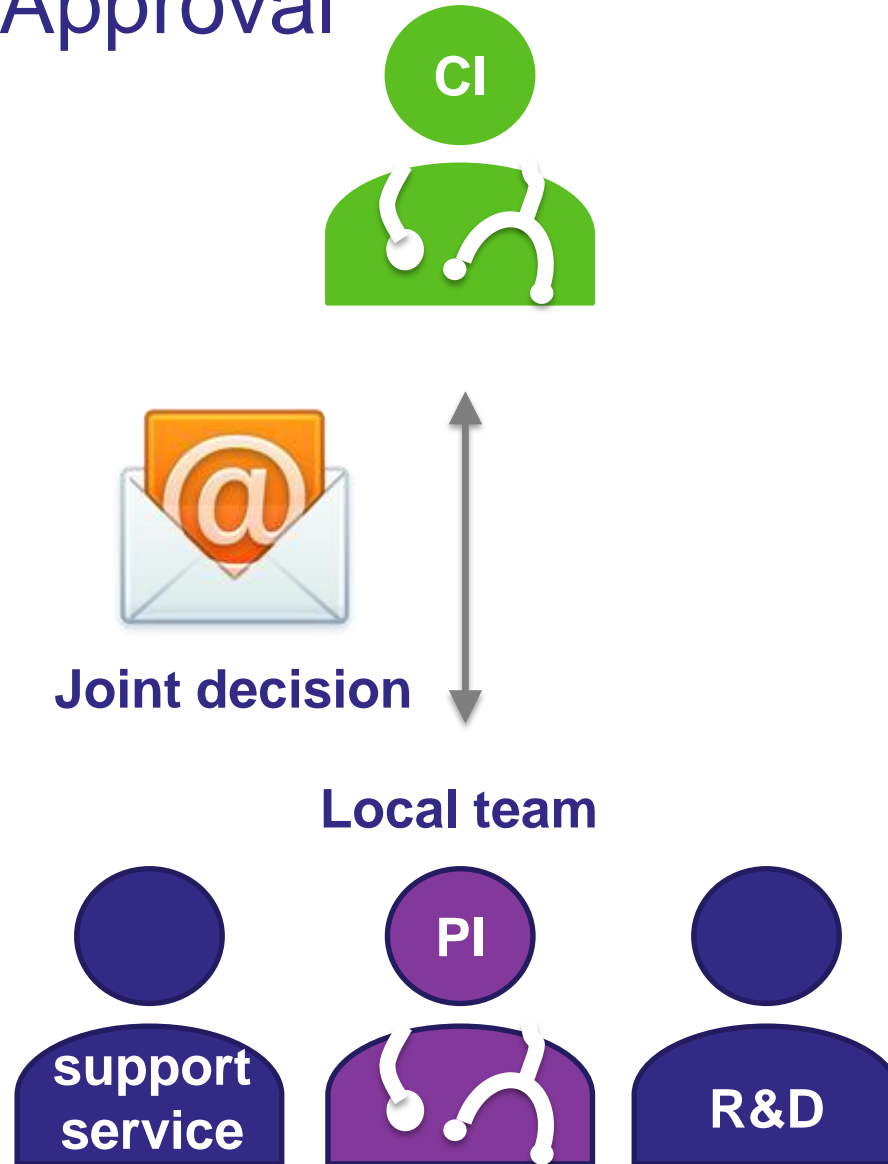 Approval
CI
@
Joint decision
Local team
PI
support
service
R&D